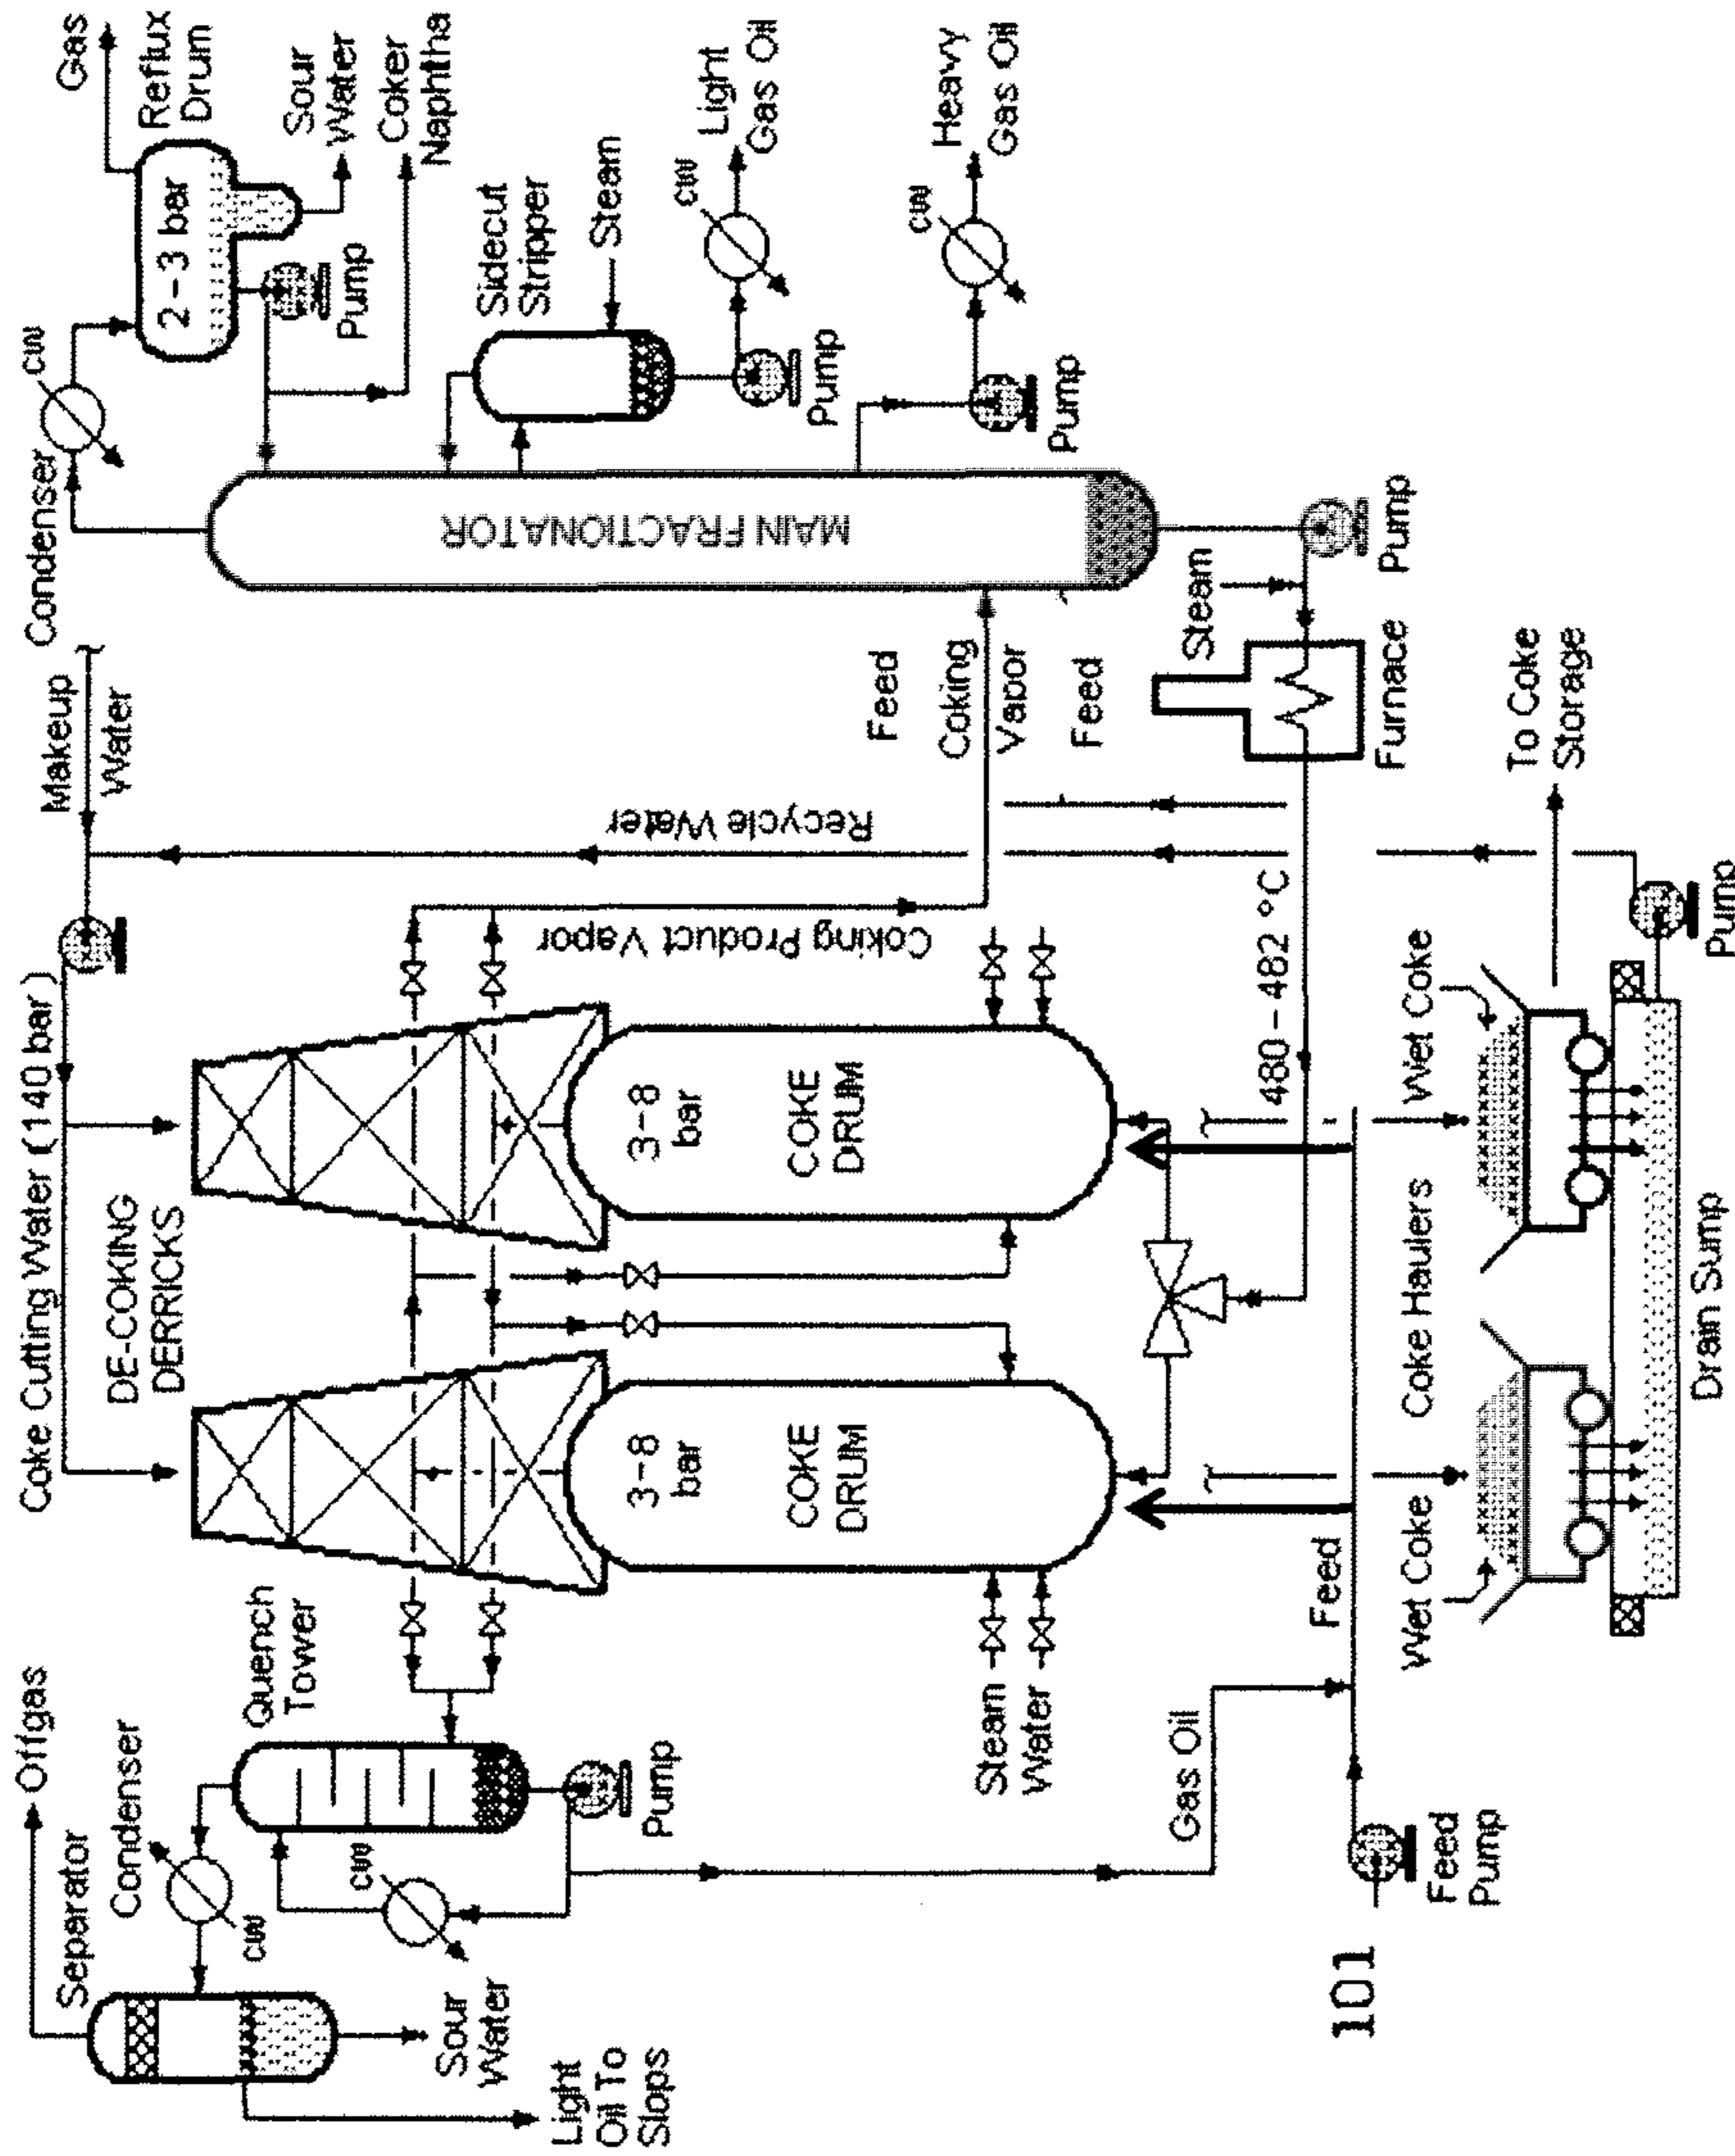 Offgas
Separator
Condenser
CW
Sour
Water
Light
Oil To
Slops
CW
Quench
Tower
Pump
Gas Oil
Coke Cutting Water (140 bar)
DE-COKING
DERRICKS
3-8
bar
COKE
DRUM
3-8
bar
COKE
DRUM
Steam
Water
Makeup
Water
Recycle Water
Coking Product Vapor
Condenser
CW
Gas
Reflux
Drum
2-3 bar
Pump
Sour
Water
Coker
Naphtha
MAIN FRACTIONATOR
Sidecut
Stripper
Steam
Pump
CW
Light
Gas Oil
Pump
CW
Heavy
Gas Oil
Feed
Coking
Vapor
Feed
Steam
Furnace
Pump
480-482 °C
101
Feed
Pump
Feed
Wet Coke
Coke Haulers
Wet Coke
To Coke
Storage
Drain Sump
Pump